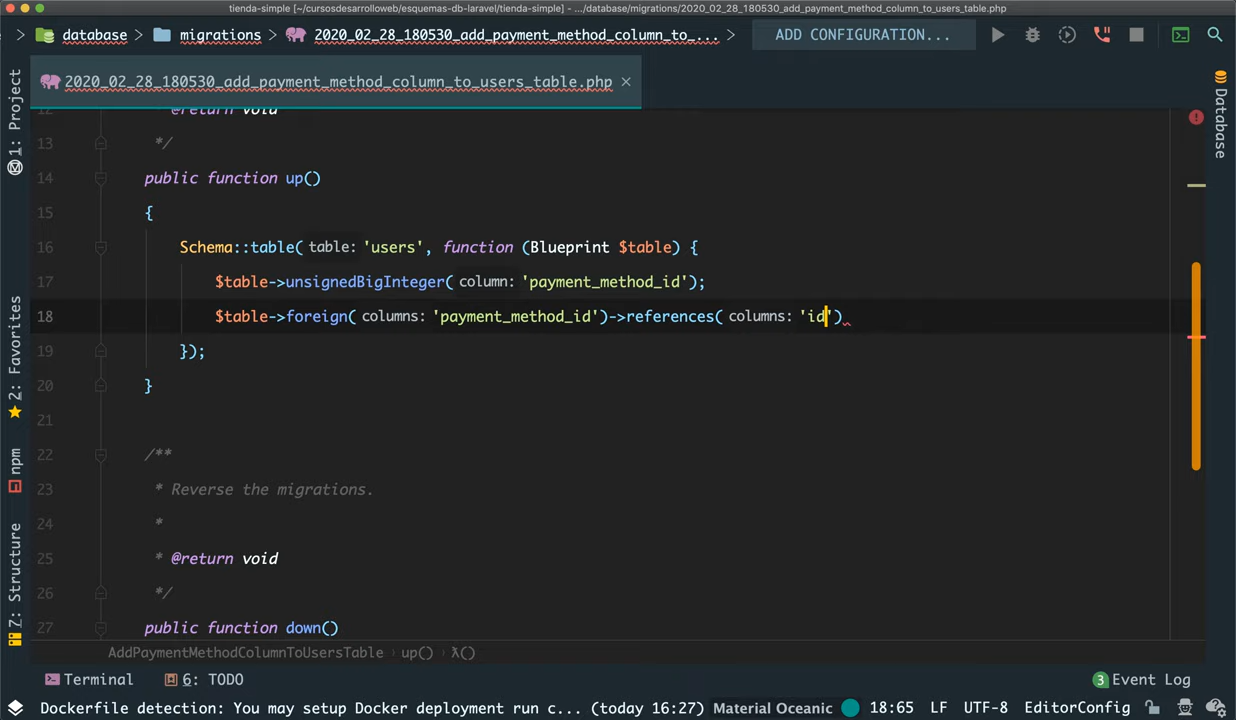 tienda-simple [~/cursosdesarrolloweb/esquemas-db-laravel/tienda-simple] - .../database/migrations/2020_02_28_180530_add_payment_method_column_to_users_table.php
database > migrations > 2020_02_28_180530_add_payment_method_column_to_... > ADD CONFIGURATION...
2020_02_28_180530_add_payment_method_column_to_users_table.php ×
1: Project
2: Favorites
npm
7: Structure
Database
12 * @return void
13 */
14 public function up()
15 {
16 Schema::table( table: 'users', function (Blueprint $table) {
17 $table->unsignedBigInteger( column: 'payment_method_id');
18 $table->foreign( columns: 'payment_method_id')->references( columns: 'id')
19 });
20 }
21
22 /**
23 * Reverse the migrations.
24 *
25 * @return void
26 */
27 public function down()
AddPaymentMethodColumnToUsersTable › up() › λ()
Terminal 6: TODO 3 Event Log
Dockerfile detection: You may setup Docker deployment run c... (today 16:27) Material Oceanic 18:65 LF UTF-8 EditorConfig